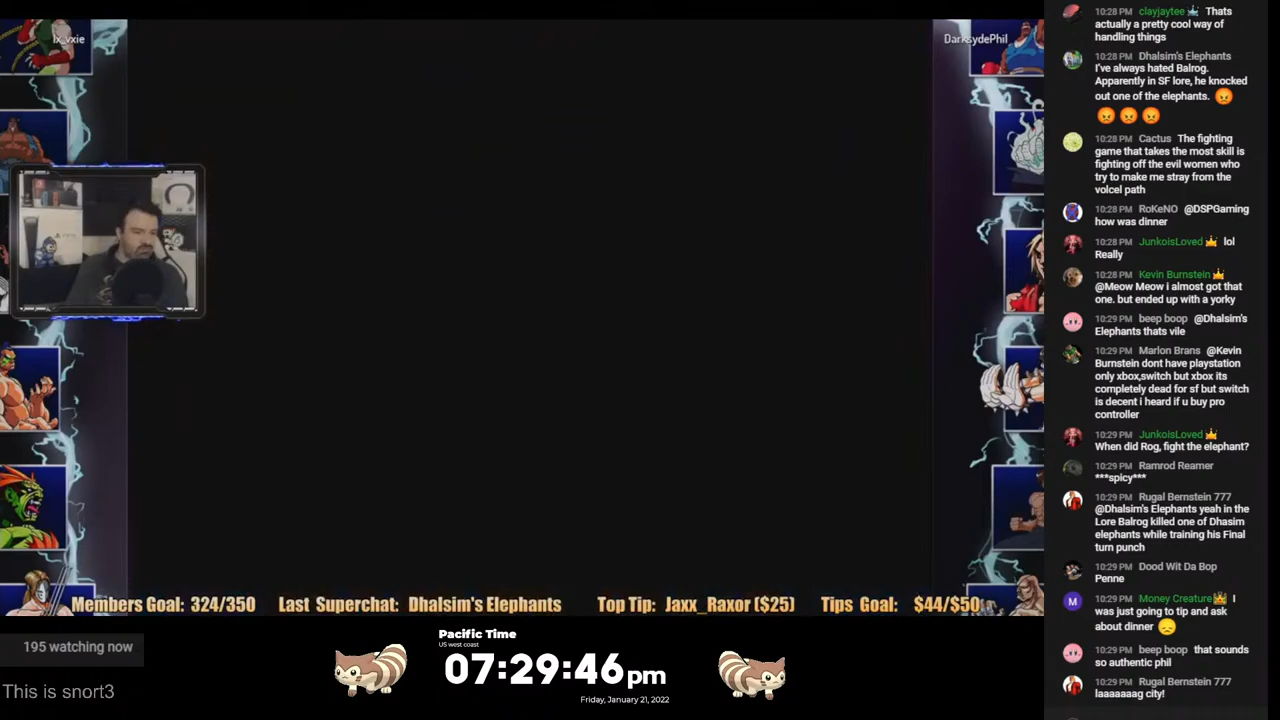 lx_vxie
DarksydePhil
Members Goal: 324/350
Last Superchat: Dhalsim's Elephants
Top Tip: Jaxx_Raxor ($25)
Tips Goal: $44/$50
195 watching now
This is snort3
Pacific Time
US west coast
07:29:46pm
Friday, January 21, 2022
10:28 PM clayjaytee Thats
actually a pretty cool way of
handling things
10:28 PM Dhalsim's Elephants
I've always hated Balrog.
Apparently in SF lore, he knocked
out one of the elephants. 😡
😡 😡 😡
10:28 PM Cactus The fighting
game that takes the most skill is
fighting off the evil women who
try to make me stray from the
volcel path
10:28 PM RoKeNO @DSPGaming
how was dinner
10:28 PM JunkoisLoved lol
Really
10:28 PM Kevin Burnstein
@Meow Meow i almost got that
one. but ended up with a yorky
10:29 PM beep boop @Dhalsim's
Elephants thats vile
10:29 PM Marlon Brans @Kevin
Burnstein dont have playstation
only xbox,switch but xbox its
completely dead for sf but switch
is decent i heard if u buy pro
controller
10:29 PM JunkoisLoved
When did Rog, fight the elephant?
10:29 PM Ramrod Reamer
***spicy***
10:29 PM Rugal Bernstein 777
@Dhalsim's Elephants yeah in the
Lore Balrog killed one of Dhasim
elephants while training his Final
turn punch
10:29 PM Dood Wit Da Bop
Penne
10:29 PM Money Creature I
was just going to tip and ask
about dinner 😞
10:29 PM beep boop that sounds
so authentic phil
10:29 PM Rugal Bernstein 777
laaaaaaag city!
M